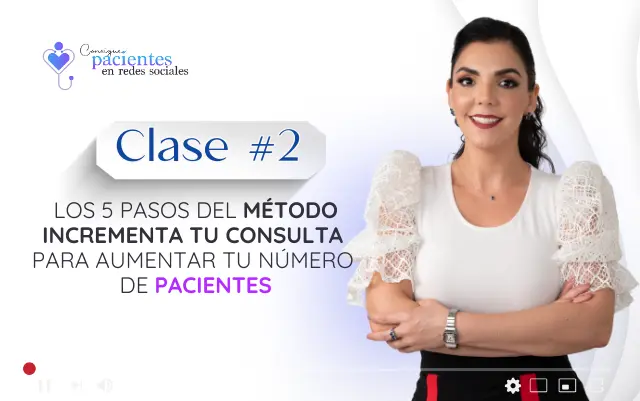 Consigue
pacientes
en redes sociales
Clase #2
LOS 5 PASOS DEL MÉTODO
INCREMENTA TU CONSULTA
PARA AUMENTAR TU NÚMERO
DE PACIENTES